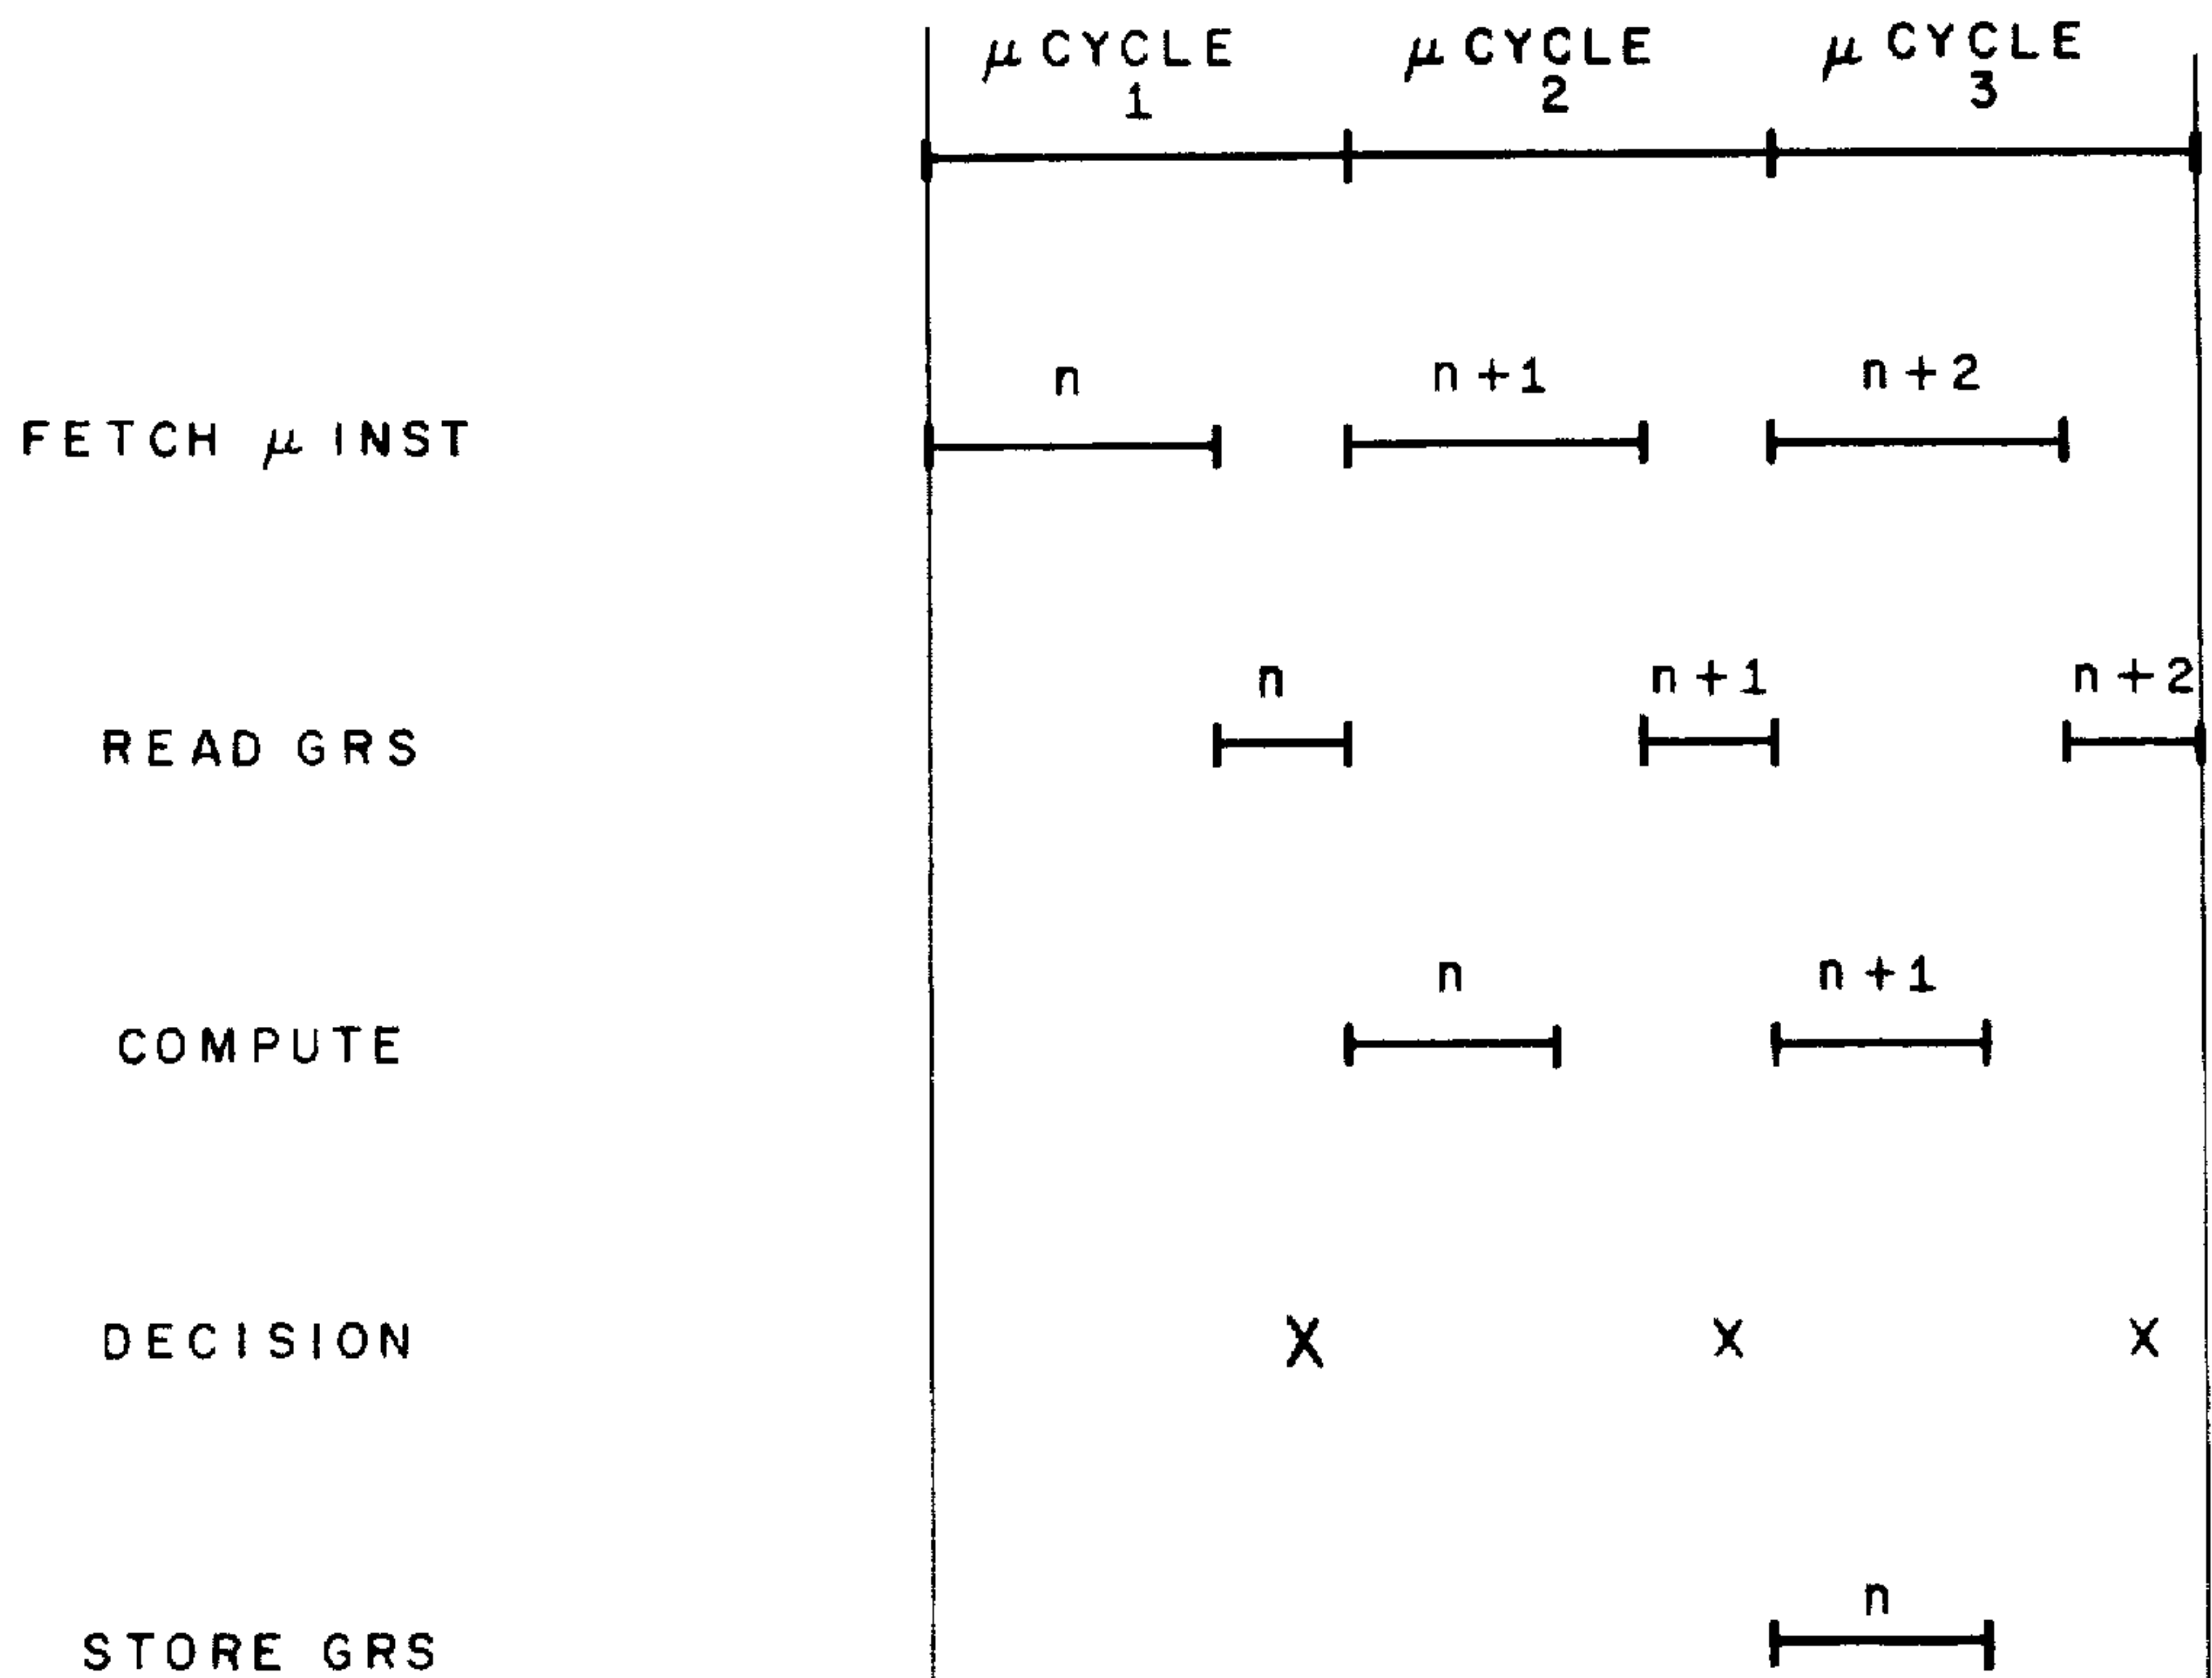 μ CYCLE 1 μ CYCLE 2 μ CYCLE 3
FETCH μ INST n n+1 n+2
READ GRS n n+1 n+2
COMPUTE n n+1
DECISION X X X
STORE GRS n